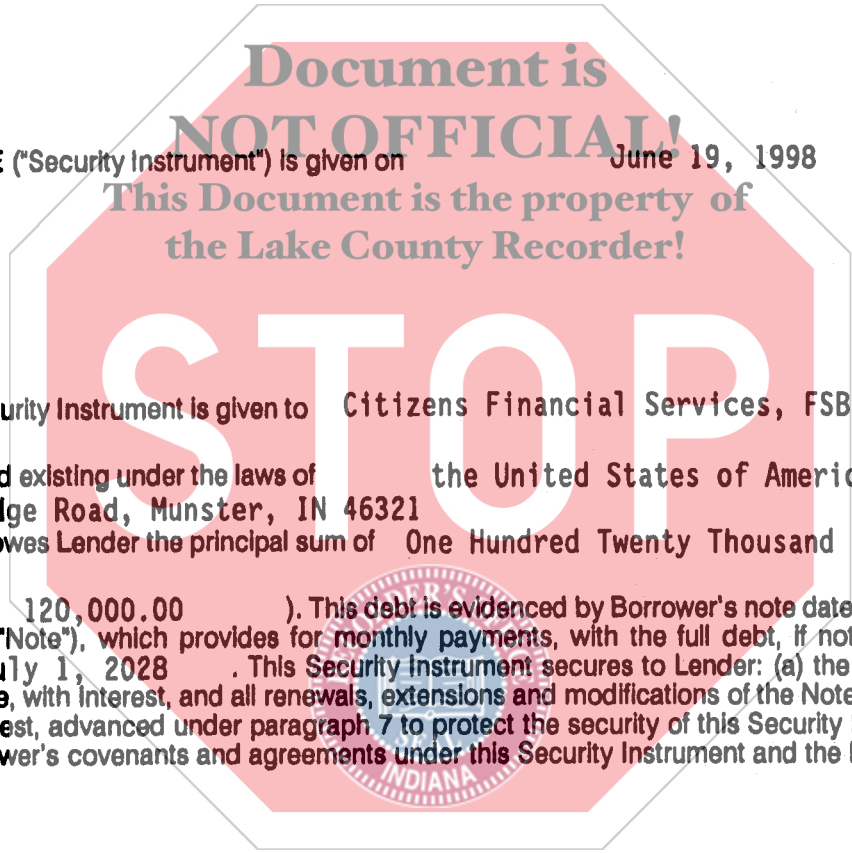 Document is
NOT OFFICIAL!
("Security Instrument") is given on June 19, 1998
This Document is the property of
the Lake County Recorder!
STOP
urity Instrument is given to Citizens Financial Services, FSB
d existing under the laws of the United States of Americ
dge Road, Munster, IN 46321
owes Lender the principal sum of One Hundred Twenty Thousand
120,000.00 ). This debt is evidenced by Borrower's note date
"Note"), which provides for monthly payments, with the full debt, if not
uly 1, 2028 . This Security Instrument secures to Lender: (a) the
e, with interest, and all renewals, extensions and modifications of the Note
est, advanced under paragraph 7 to protect the security of this Security
wer's covenants and agreements under this Security Instrument and the
SEAL
INDIANA